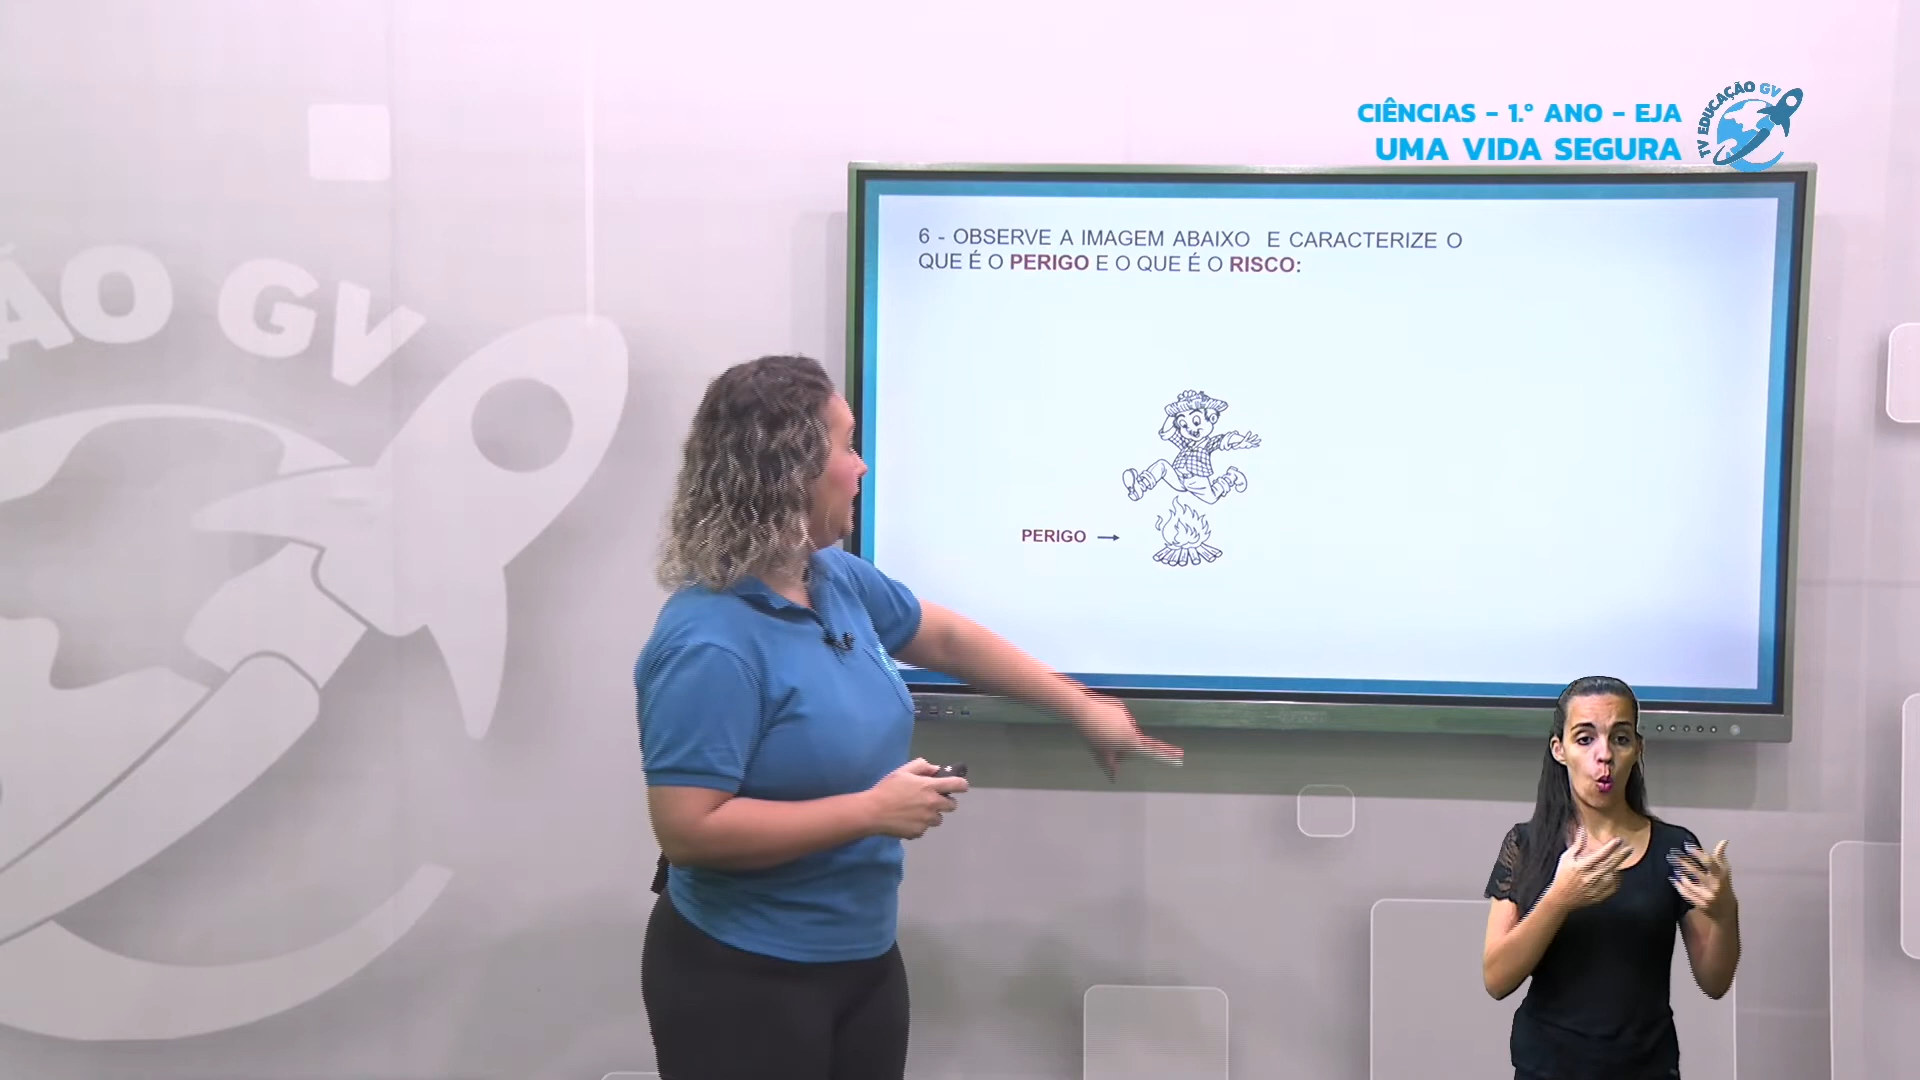 CIÊNCIAS - 1.º ANO - EJA
UMA VIDA SEGURA
TV EDUCAÇÃO GV
6 - OBSERVE A IMAGEM ABAIXO E CARACTERIZE O
QUE É O PERIGO E O QUE É O RISCO:
PERIGO
ÃO GV